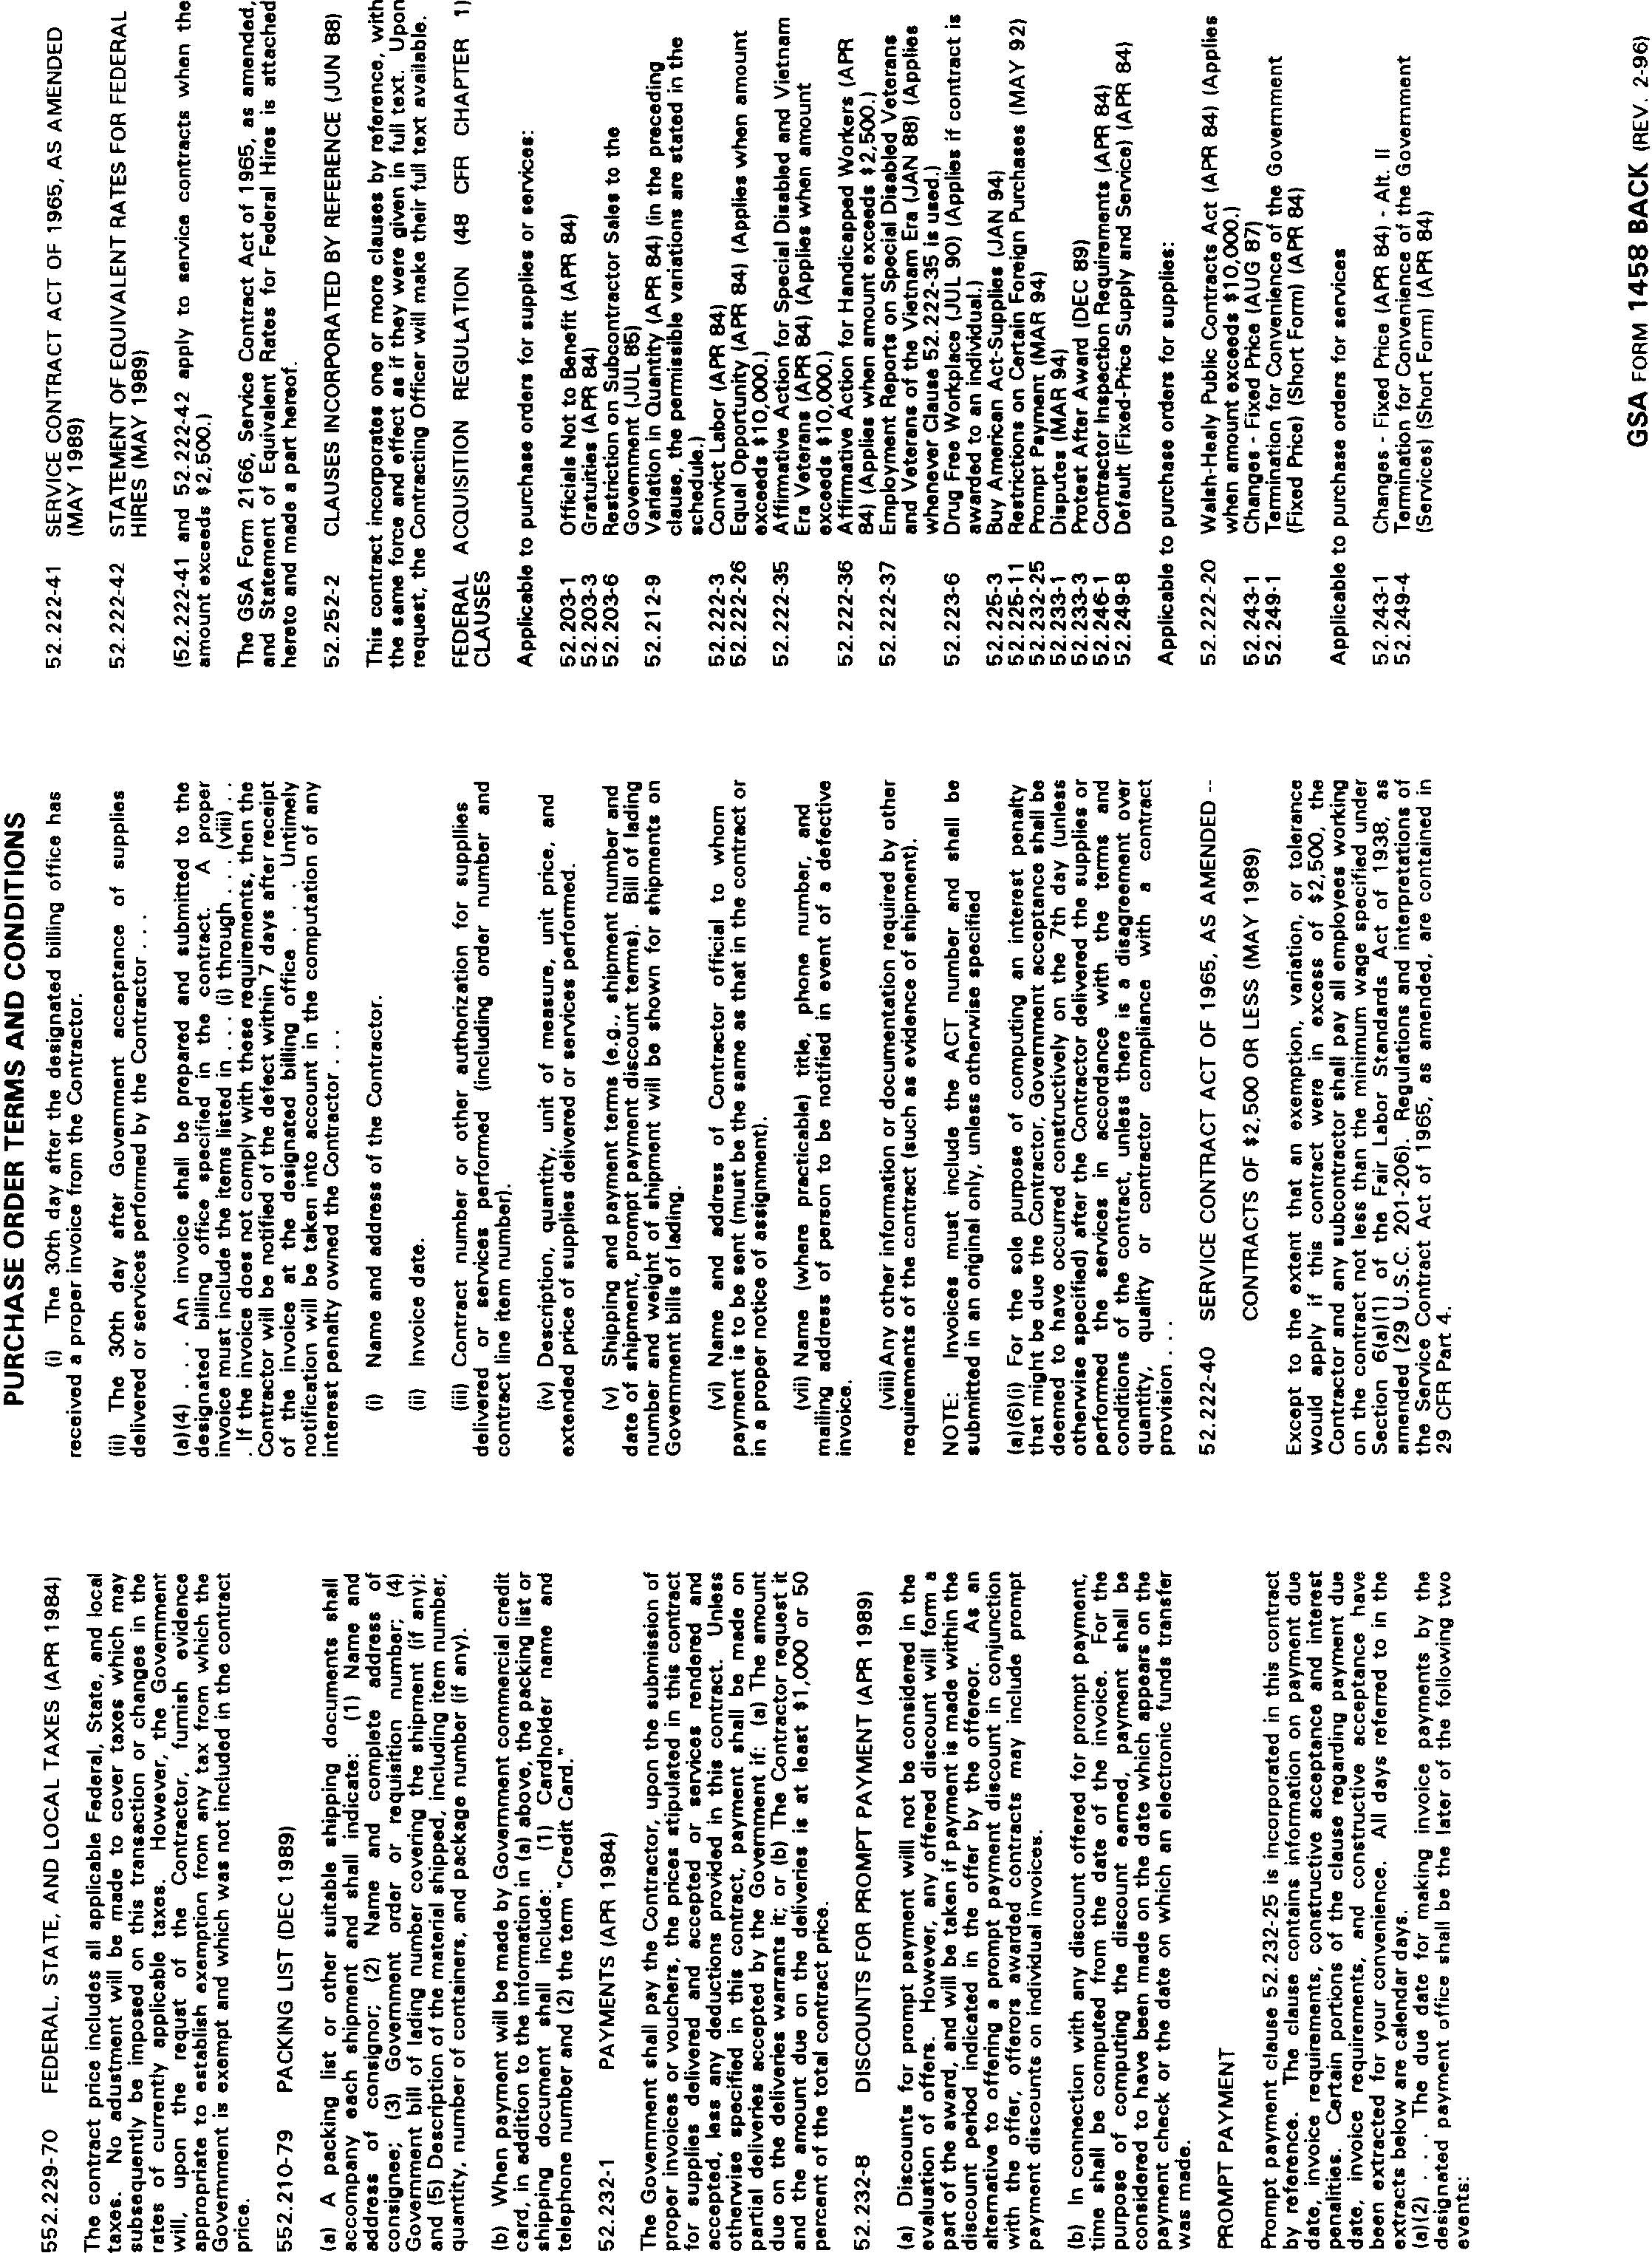 PURCHASE ORDER TERMS AND CONDITIONS
552.229-70 FEDERAL, STATE, AND LOCAL TAXES (APR 1984)
The contract price includes all applicable Federal, State, and local
taxes. No adustment will be made to cover taxes which may
subsequently be imposed on this transaction or changes in the
rates of currently applicable taxes. However, the Government
will, upon the requst of the Contractor, furnish evidence
appropriate to establish exemption from any tax from which the
Government is exempt and which was not included in the contract
price.
552.210-79 PACKING LIST (DEC 1989)
(a) A packing list or other suitable shipping documents shall
accompany each shipment and shall indicate: (1) Name and
address of consignor; (2) Name and complete address of
consignee; (3) Government order or requisition number; (4)
Government bill of lading number covering the shipment (if any);
and (5) Description of the material shipped, including item number,
quantity, number of containers, and package number (if any).
(b) When payment will be made by Government commercial credit
card, in addition to the information in (a) above, the packing list or
shipping document shall include: (1) Cardholder name and
telephone number and (2) the term "Credit Card."
52.232-1 PAYMENTS (APR 1984)
The Government shall pay the Contractor, upon the submission of
proper invoices or vouchers, the prices stipulated in this contract
for supplies delivered and accepted or services rendered and
accepted, less any deductions provided in this contract. Unless
otherwise specified in this contract, payment shall be made on
partial deliveries accepted by the Government if: (a) The amount
due on the deliveries warrants it; or (b) The Contractor request it
and the amount due on the deliveries is at least $1,000 or 50
percent of the total contract price.
52.232-8 DISCOUNTS FOR PROMPT PAYMENT (APR 1989)
(a) Discounts for prompt payment willl not be considered in the
evaluation of offers. However, any offered discount will form a
part of the award, and will be taken if payment is made within the
discount period indicated in the offer by the offeror. As an
alternative to offering a prompt payment discount in conjunction
with the offer, offerors awarded contracts may include prompt
payment discounts on individual invoices.
(b) In connection with any discount offered for prompt payment,
time shall be computed from the date of the invoice. For the
purpose of computing the discount earned, payment shall be
considered to have been made on the date which appears on the
payment check or the date on which an electronic funds transfer
was made.
PROMPT PAYMENT
Prompt payment clause 52.232-25 is incorporated in this contract
by reference. The clause contains information on payment due
date, invoice requirements, constructive acceptance and interest
penalities. Certain portions of the clause regarding payment due
date, invoice requirements, and constructive acceptance have
been extracted for your convenience. All days referred to in the
extracts below are calendar days.
(a)(2) . . . The due date for making invoice payments by the
designated payment office shall be the later of the following two
events:
(i) The 30th day after the designated billing office has
received a proper invoice from the Contractor.
(ii) The 30th day after Government acceptance of supplies
delivered or services performed by the Contractor . . .
(a)(4) . . . An invoice shall be prepared and submitted to the
designated billing office specified in the contract. A proper
invoice must include the items listed in . . . (i) through . . . (viii) . .
. If the invoice does not comply with these requirements, then the
Contractor will be notified of the defect within 7 days after receipt
of the invoice at the designated billing office . . . Untimely
notification will be taken into account in the computation of any
interest penalty owned the Contractor . . .
(i) Name and address of the Contractor.
(ii) Invoice date.
(iii) Contract number or other authorization for supplies
delivered or services performed (including order number and
contract line item number).
(iv) Description, quantity, unit of measure, unit price, and
extended price of supplies delivered or services performed.
(v) Shipping and payment terms (e.g., shipment number and
date of shipment, prompt payment discount terms). Bill of lading
number and weight of shipment will be shown for shipments on
Government bills of lading.
(vi) Name and address of Contractor official to whom
payment is to be sent (must be the same as that in the contract or
in a proper notice of assignment).
(vii) Name (where practicable) title, phone number, and
mailing address of person to be notified in event of a defective
invoice.
(viii) Any other information or documentation required by other
requirements of the contract (such as evidence of shipment).
NOTE: Invoices must include the ACT number and shall be
submitted in an original only, unless otherwise specified
(a)(6)(i) For the sole purpose of computing an interest penalty
that might be due the Contractor, Government acceptance shall be
deemed to have occurred constructively on the 7th day (unless
otherwise specified) after the Contractor delivered the supplies or
performed the services in accordance with the terms and
conditions of the contract, unless there is a disagreement over
quantity, quality or contractor compliance with a contract
provision . . .
52.222-40 SERVICE CONTRACT ACT OF 1965, AS AMENDED --
CONTRACTS OF $2,500 OR LESS (MAY 1989)
Except to the extent that an exemption, variation, or tolerance
would apply if this contract were in excess of $2,500, the
Contractor and any subcontractor shall pay all employees working
on the contract not less than the minimum wage specified under
Section 6(a)(1) of the Fair Labor Standards Act of 1938, as
amended (29 U.S.C. 201-206). Regulations and interpretations of
the Service Contract Act of 1965, as amended, are contained in
29 CFR Part 4.
52.222-41 SERVICE CONTRACT ACT OF 1965, AS AMENDED
(MAY 1989)
52.222-42 STATEMENT OF EQUIVALENT RATES FOR FEDERAL
HIRES (MAY 1989)
(52.222-41 and 52.222-42 apply to service contracts when the
amount exceeds $2,500.)
The GSA Form 2166, Service Contract Act of 1965, as amended,
and Statement of Equivalent Rates for Federal Hires is attached
hereto and made a part hereof.
52.252-2 CLAUSES INCORPORATED BY REFERENCE (JUN 88)
This contract incorporates one or more clauses by reference, with
the same force and effect as if they were given in full text. Upon
request, the Contracting Officer will make their full text available.
FEDERAL ACQUISITION REGULATION (48 CFR CHAPTER 1)
CLAUSES
Applicable to purchase orders for supplies or services:
52.203-1 Officials Not to Benefit (APR 84)
52.203-3 Gratuities (APR 84)
52.203-6 Restriction on Subcontractor Sales to the
Government (JUL 85)
52.212-9 Variation in Quantity (APR 84) (in the preceding
clause, the permissible variations are stated in the
schedule.)
52.222-3 Convict Labor (APR 84)
52.222-26 Equal Opportunity (APR 84) (Applies when amount
exceeds $10,000.)
52.222-35 Affirmative Action for Special Disabled and Vietnam
Era Veterans (APR 84) (Applies when amount
exceeds $10,000.)
52.222-36 Affirmative Action for Handicapped Workers (APR
84) (Applies when amount exceeds $2,500.)
52.222-37 Employment Reports on Special Disabled Veterans
and Veterans of the Vietnam Era (JAN 88) (Applies
whenever Clause 52.222-35 is used.)
52.223-6 Drug Free Workplace (JUL 90) (Applies if contract is
awarded to an individual.)
52.225-3 Buy American Act-Supplies (JAN 94)
52.225-11 Restrictions on Certain Foreign Purchases (MAY 92)
52.232-25 Prompt Payment (MAR 94)
52.233-1 Disputes (MAR 94)
52.233-3 Protest After Award (DEC 89)
52.246-1 Contractor Inspection Requirements (APR 84)
52.249-8 Default (Fixed-Price Supply and Service) (APR 84)
Applicable to purchase orders for supplies:
52.222-20 Walsh-Healy Public Contracts Act (APR 84) (Applies
when amount exceeds $10,000.)
52.243-1 Changes - Fixed Price (AUG 87)
52.249-1 Termination for Convenience of the Government
(Fixed Price) (Short Form) (APR 84)
Applicable to purchase orders for services
52.243-1 Changes - Fixed Price (APR 84) - Alt. II
52.249-4 Termination for Convenience of the Government
(Services) (Short Form) (APR 84)
GSA FORM 1458 BACK (REV. 2-96)